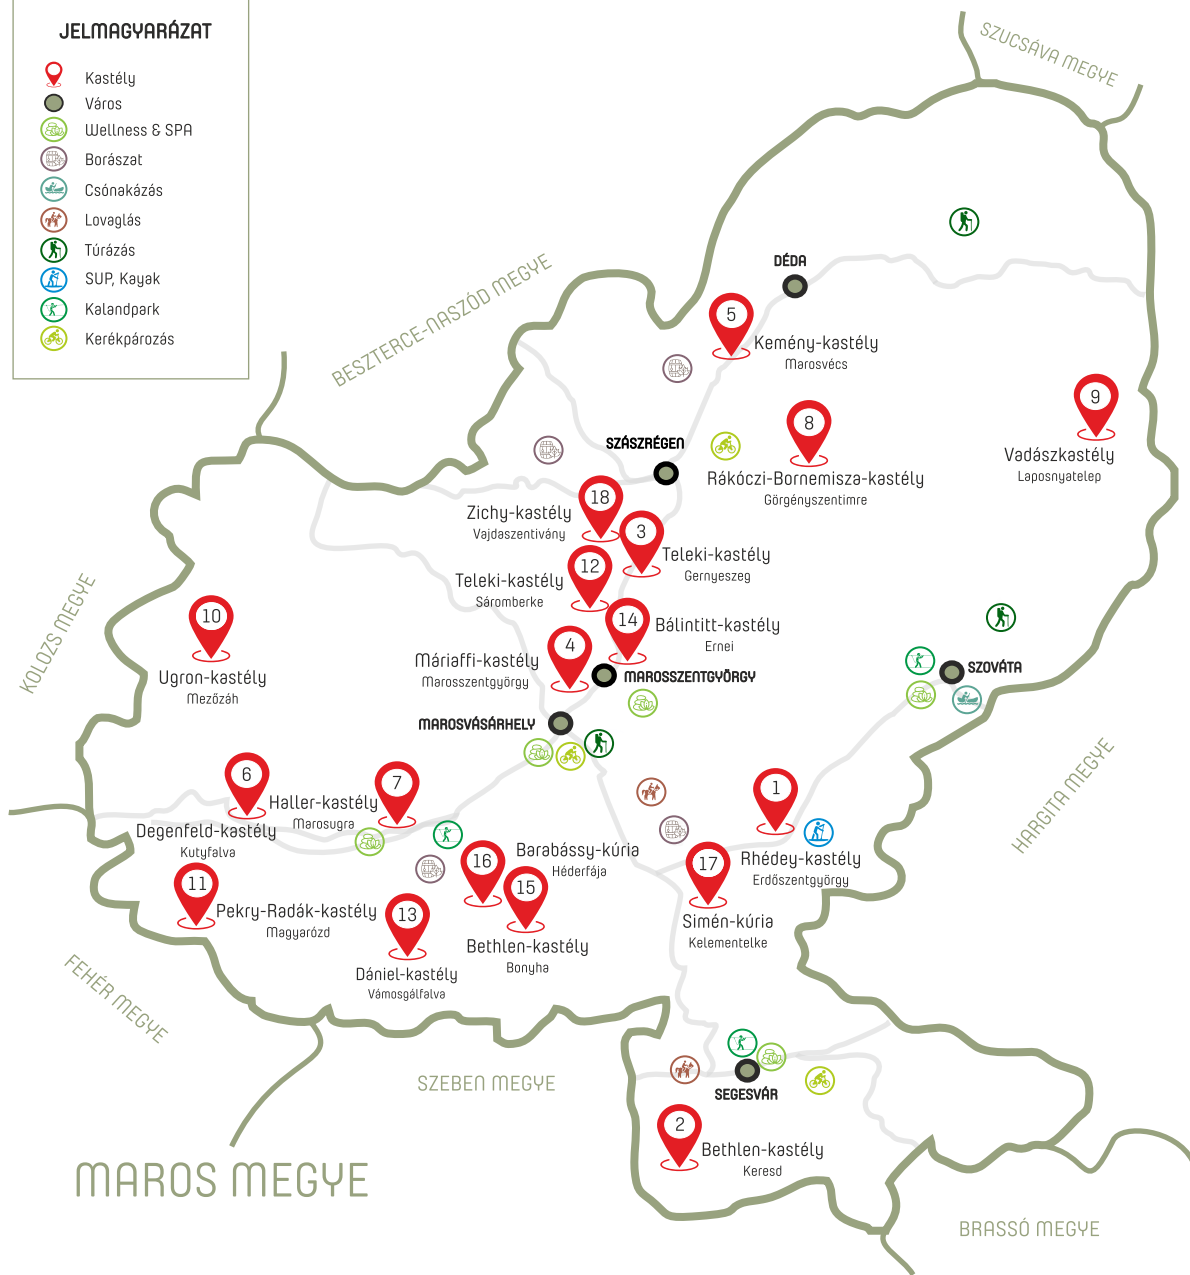 JELMAGYARÁZAT
Kastély
Város
Wellness & SPA
Borászat
Csónakázás
Lovaglás
Túrázás
SUP, Kayak
Kalandpark
Kerékpározás
SZUCSÁVA MEGYE
BESZTERCE-NASZÓD MEGYE
DÉDA
5
Kemény-kastély
Marosvécs
9
Vadászkastély
Laposnyatelep
8
Rákóczi-Bornemisza-kastély
Görgényszentimre
SZÁSZRÉGEN
18
Zichy-kastély
Vajdaszentivány
3
Teleki-kastély
Gernyeszeg
12
Teleki-kastély
Sáromberke
14
Bálintitt-kastély
Ernei
4
Máriaffi-kastély
Marosszentgyörgy
MAROSSZENTGYÖRGY
KOLOZS MEGYE
10
Ugron-kastély
Mezőzáh
SZOVÁTA
MAROSVÁSÁRHELY
HARGITA MEGYE
6
Degenfeld-kastély
Kutyfalva
7
Haller-kastély
Marosugra
1
Rhédey-kastély
Erdőszentgyörgy
16
Barabássy-kúria
Héderfája
15
Bethlen-kastély
Bonyha
17
Simén-kúria
Kelementelke
11
Pekry-Radák-kastély
Magyarózd
13
Dániel-kastély
Vámosgálfalva
FEHÉR MEGYE
SZEBEN MEGYE
SEGESVÁR
2
Bethlen-kastély
Keresd
MAROS MEGYE
BRASSÓ MEGYE